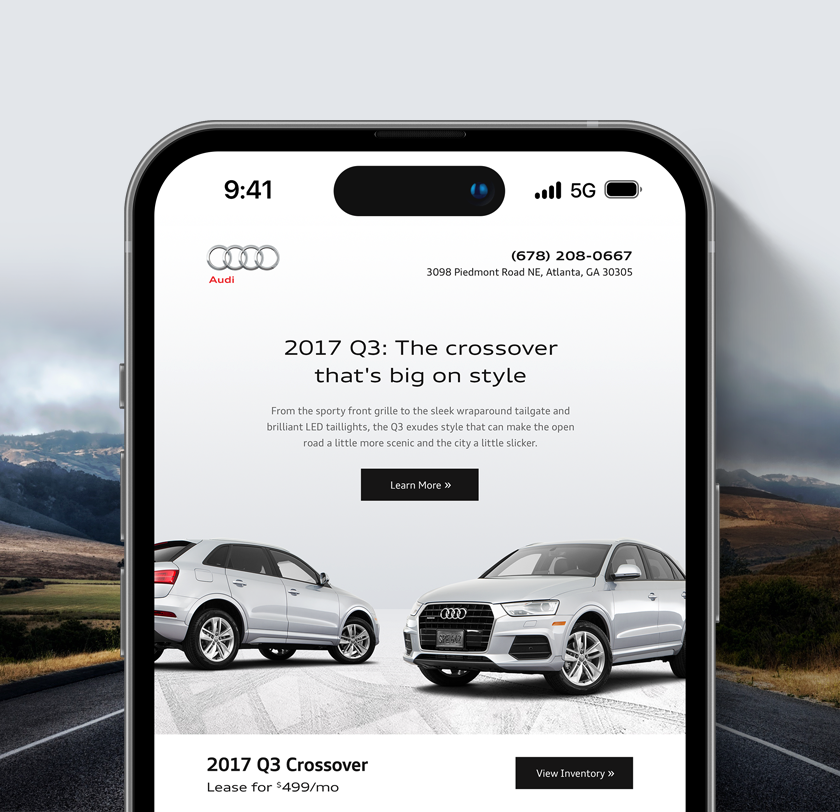 9:41
5G
Audi
(678) 208-0667
3098 Piedmont Road NE, Atlanta, GA 30305
2017 Q3: The crossover
that's big on style
From the sporty front grille to the sleek wraparound tailgate and
brilliant LED taillights, the Q3 exudes style that can make the open
road a little more scenic and the city a little slicker.
Learn More »
2017 Q3 Crossover
Lease for $499/mo
View Inventory »